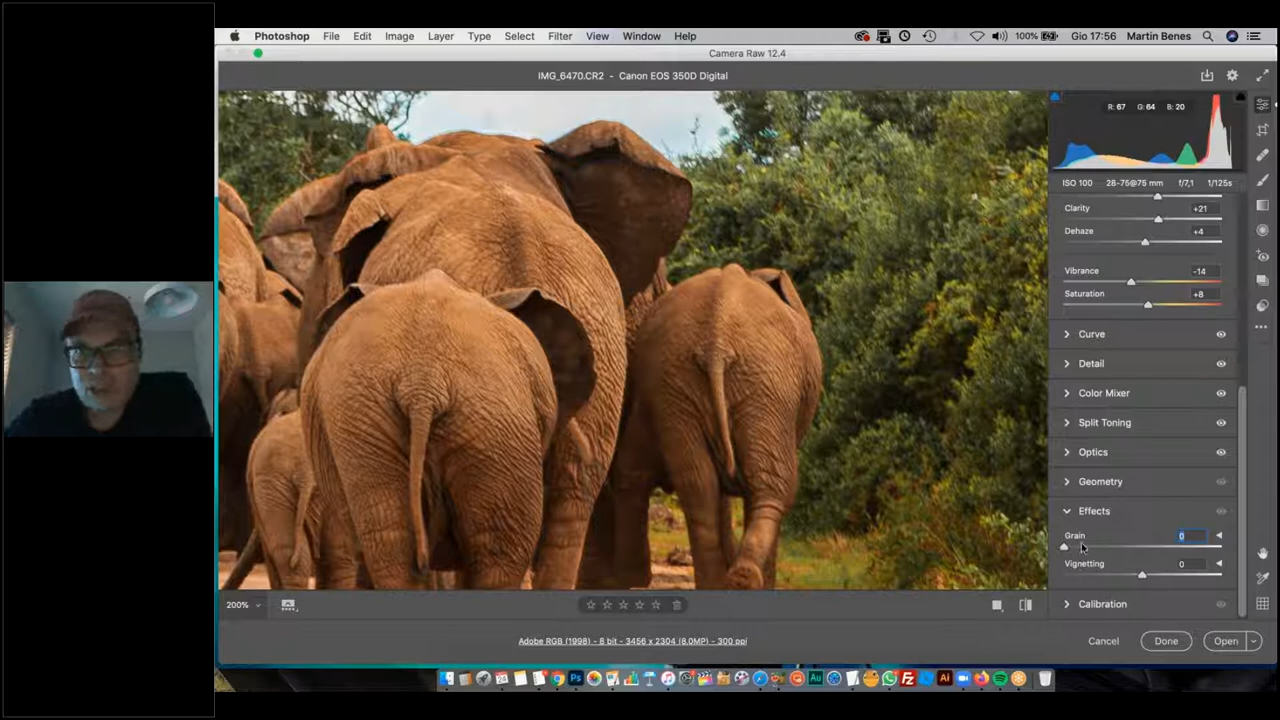 Photoshop File Edit Image Layer Type Select Filter View Window Help 100% Gio 17:56 Martin Benes
Camera Raw 12.4
IMG_6470.CR2 - Canon EOS 350D Digital
R: 67 G: 64 B: 20
ISO 100 28-75@75 mm f/7,1 1/125s
Clarity +21
Dehaze +4
Vibrance -14
Saturation +8
Curve
Detail
Color Mixer
Split Toning
Optics
Geometry
Effects
Grain 0
Vignetting 0
Calibration
200%
Adobe RGB (1998) - 8 bit - 3456 x 2304 (8.0MP) - 300 ppi
Cancel Done Open
Ps Au Fz Ai